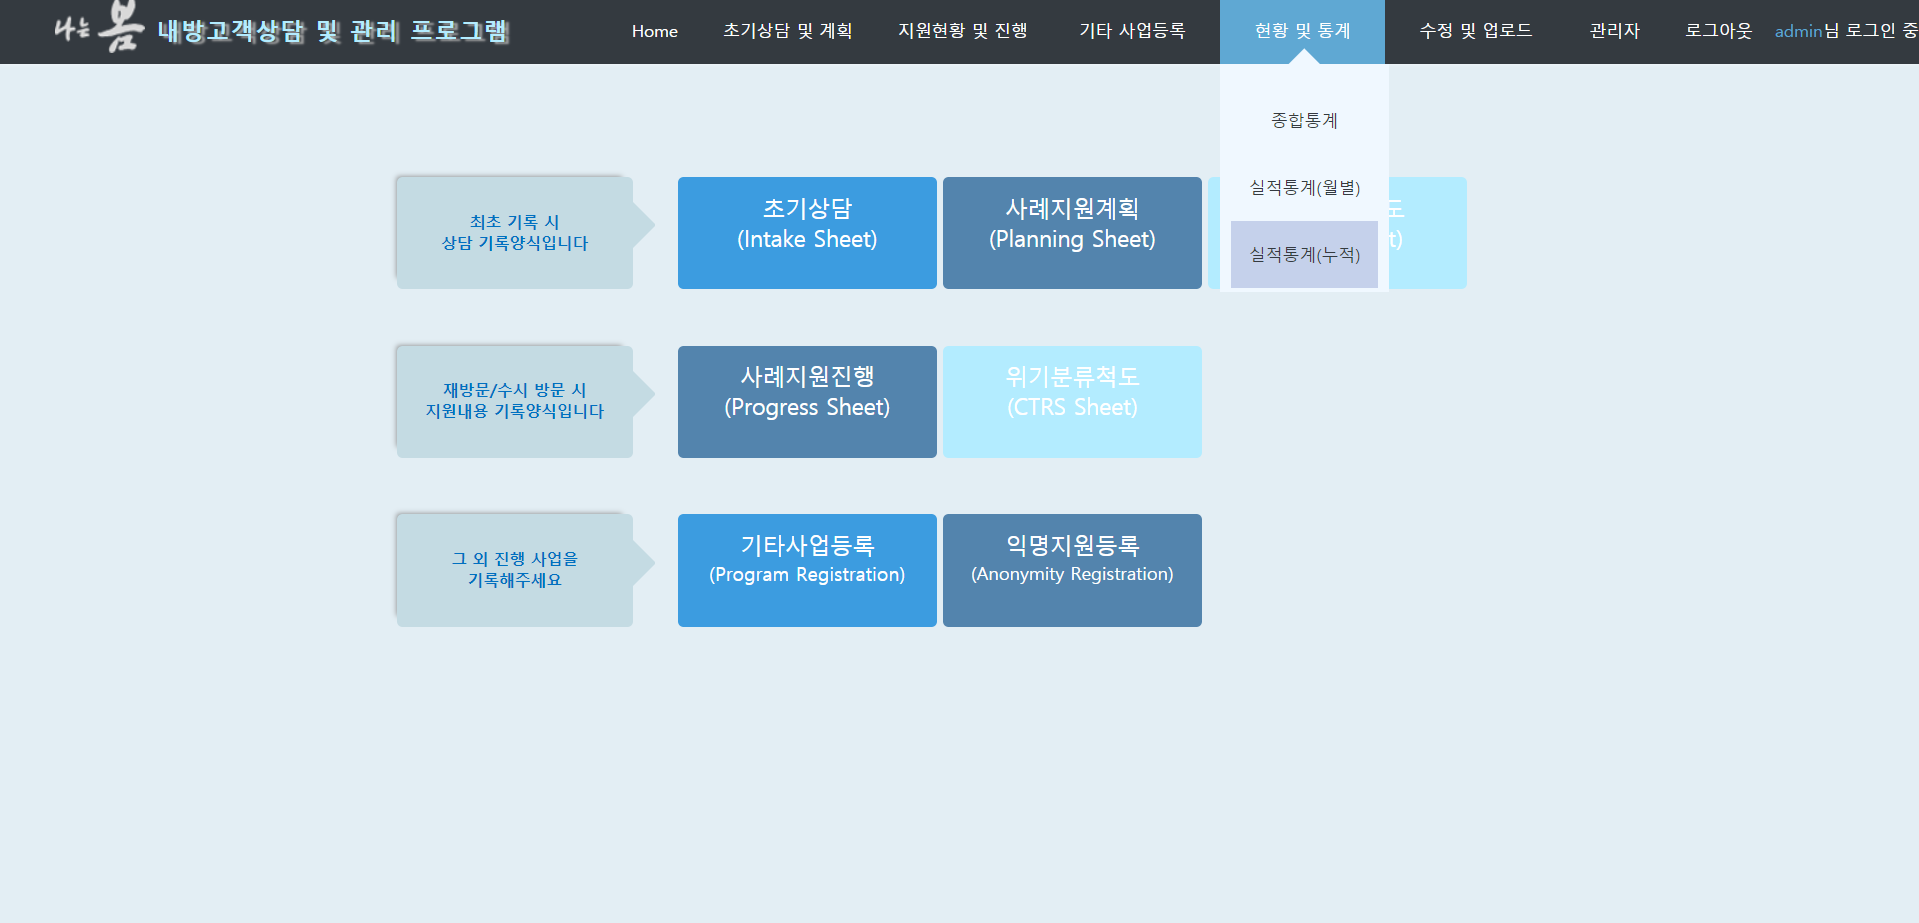 나는 봄 내방고객상담 및 관리 프로그램
Home 초기상담 및 계획 지원현황 및 진행 기타 사업등록 현황 및 통계 수정 및 업로드 관리자 로그아웃 admin님 로그인 중
종합통계
실적통계(월별)
실적통계(누적)
최초 기록 시
상담 기록양식입니다
초기상담
(Intake Sheet)
사례지원계획
(Planning Sheet)
도
t)
재방문/수시 방문 시
지원내용 기록양식입니다
사례지원진행
(Progress Sheet)
위기분류척도
(CTRS Sheet)
그 외 진행 사업을
기록해주세요
기타사업등록
(Program Registration)
익명지원등록
(Anonymity Registration)